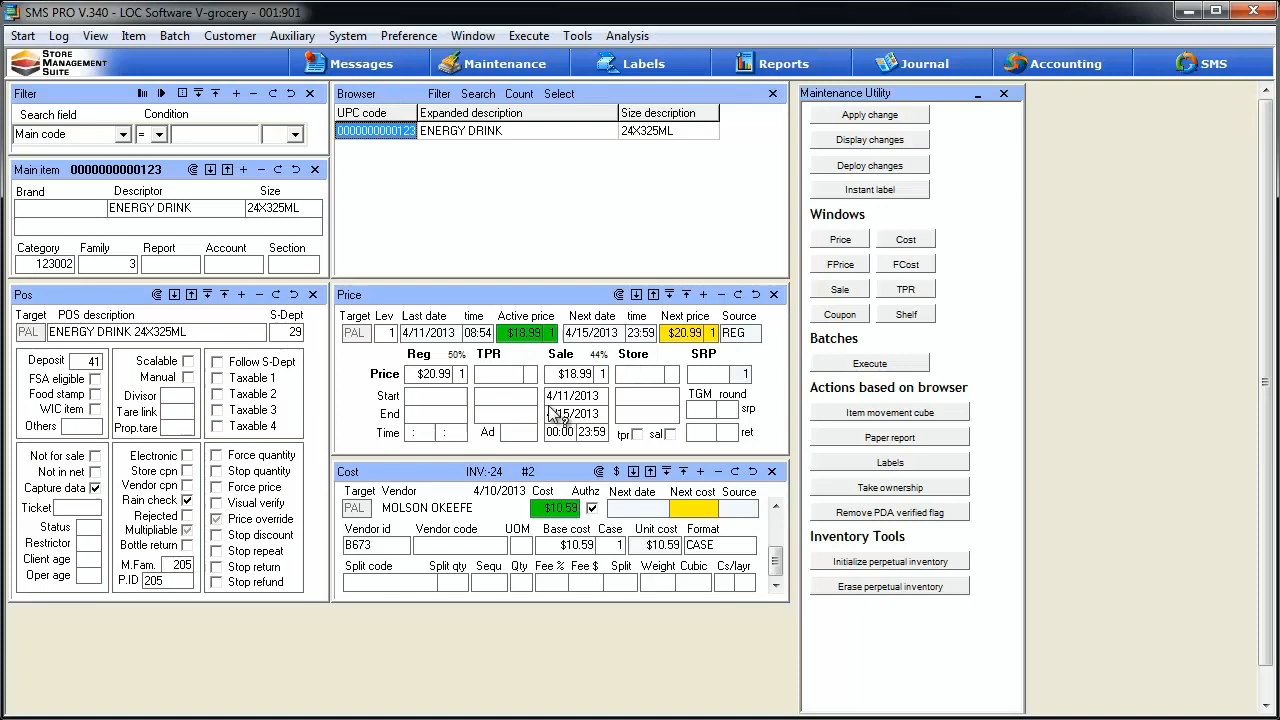 SMS PRO V.340 - LOC Software V-grocery - 001:901
Start Log View Item Batch Customer Auxiliary System Preference Window Execute Tools Analysis
STORE
MANAGEMENT
SUITE
Messages Maintenance Labels Reports Journal Accounting SMS
Filter
Search field Condition
Main code =
Main item 0000000000123
Brand Descriptor Size
ENERGY DRINK 24X325ML
Category Family Report Account Section
123002 3
Browser Filter Search Count Select
UPC code Expanded description Size description
0000000000123 ENERGY DRINK 24X325ML
Pos
Target POS description S-Dept
PAL ENERGY DRINK 24X325ML 29
Deposit 41
FSA eligible
Food stamp
WIC item
Others
Scalable
Manual
Divisor
Tare link
Prop.tare
Follow S-Dept
Taxable 1
Taxable 2
Taxable 3
Taxable 4
Not for sale
Not in net
Capture data
Ticket
Status
Restrictor
Client age
Oper age
Electronic
Store cpn
Vendor cpn
Rain check
Rejected
Multipliable
Bottle return
M.Fam. 205
P.ID 205
Force quantity
Stop quantity
Force price
Visual verify
Price override
Stop discount
Stop repeat
Stop return
Stop refund
Price
Target Lev Last date time Active price Next date time Next price Source
PAL 1 4/11/2013 08:54 $18.99 1 4/15/2013 23:59 $20.99 1 REG
Reg 50% TPR Sale 44% Store SRP
Price $20.99 1 $18.99 1 1
Start 4/11/2013 TGM round
End 15/2013 srp
Time : : Ad 00:00 23:59 tpr sal ret
Cost INV:-24 #2
Target Vendor 4/10/2013 Cost Authz Next date Next cost Source
PAL MOLSON OKEEFE $10.59
Vendor id Vendor code UOM Base cost Case Unit cost Format
B673 $10.59 1 $10.59 CASE
Split code Split qty Sequ Qty Fee % Fee $ Split Weight Cubic Cs/layr
Maintenance Utility
Apply change
Display changes
Deploy changes
Instant label
Windows
Price Cost
FPrice FCost
Sale TPR
Coupon Shelf
Batches
Execute
Actions based on browser
Item movement cube
Paper report
Labels
Take ownership
Remove PDA verified flag
Inventory Tools
Initialize perpetual inventory
Erase perpetual inventory